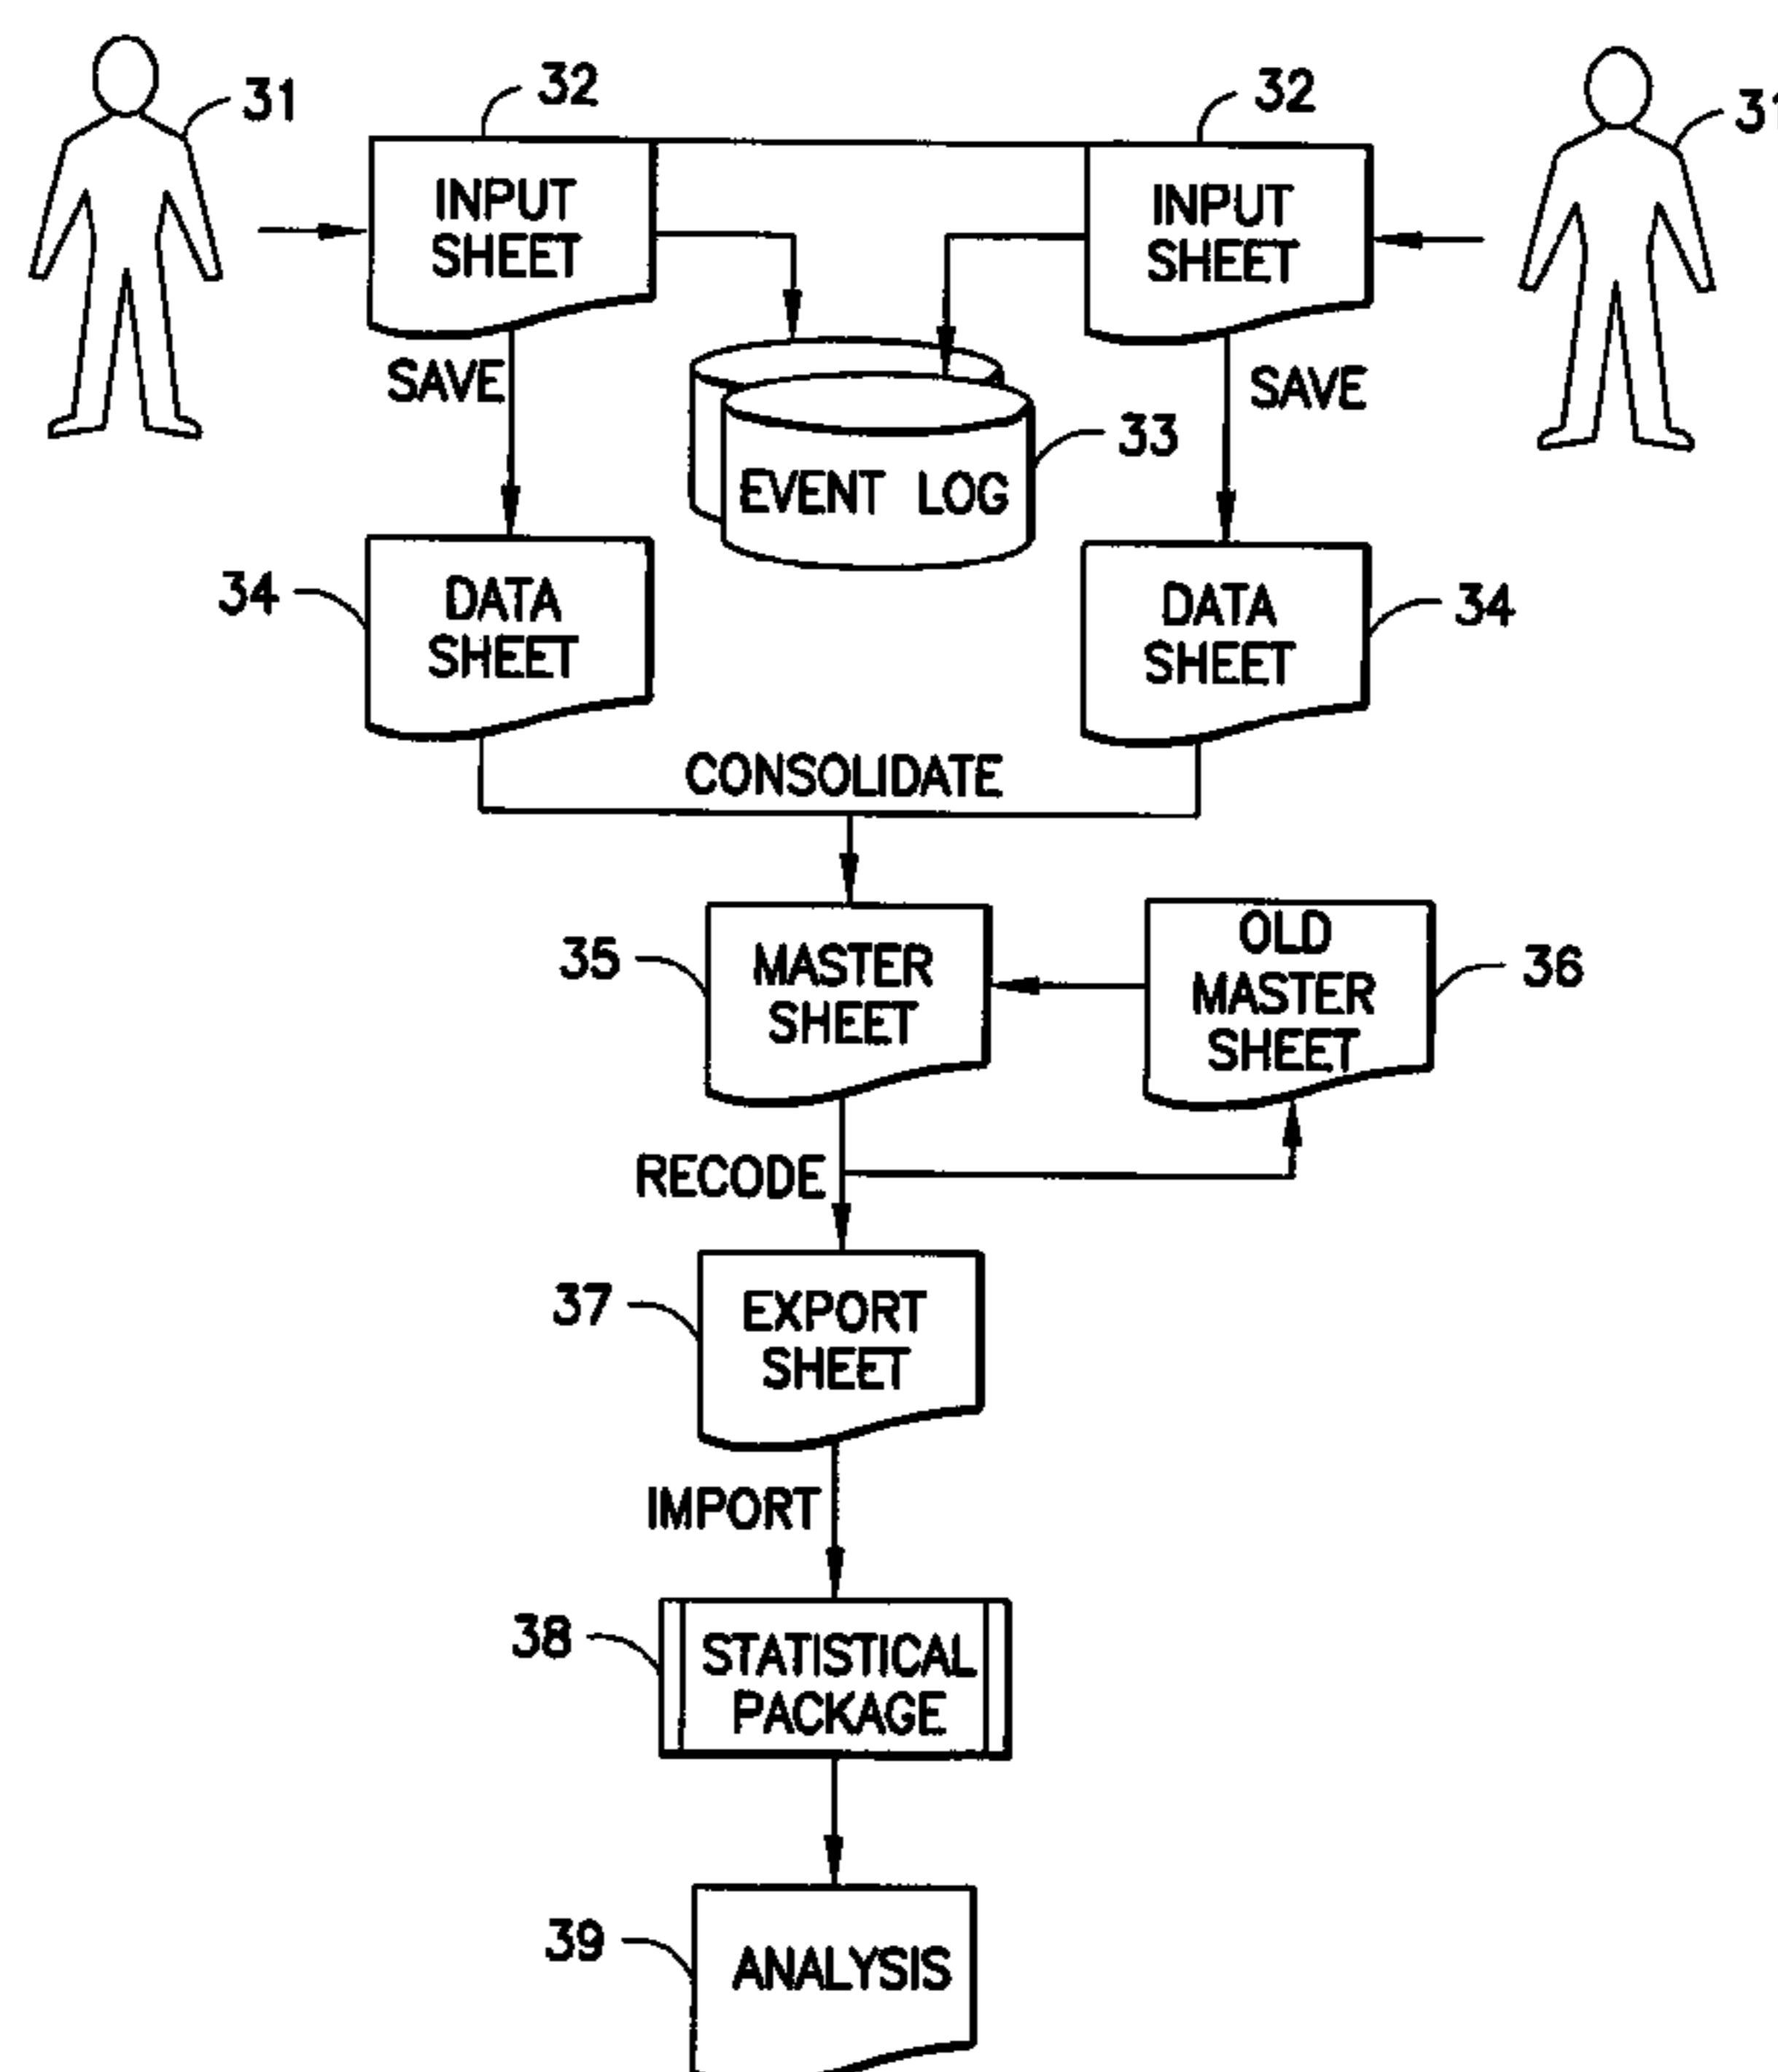 31
32
32
31
INPUT
SHEET
INPUT
SHEET
SAVE
SAVE
33
EVENT LOG
34
DATA
SHEET
DATA
SHEET
34
CONSOLIDATE
35
MASTER
SHEET
OLD
MASTER
SHEET
36
RECODE
37
EXPORT
SHEET
IMPORT
38
STATISTICAL
PACKAGE
39
ANALYSIS